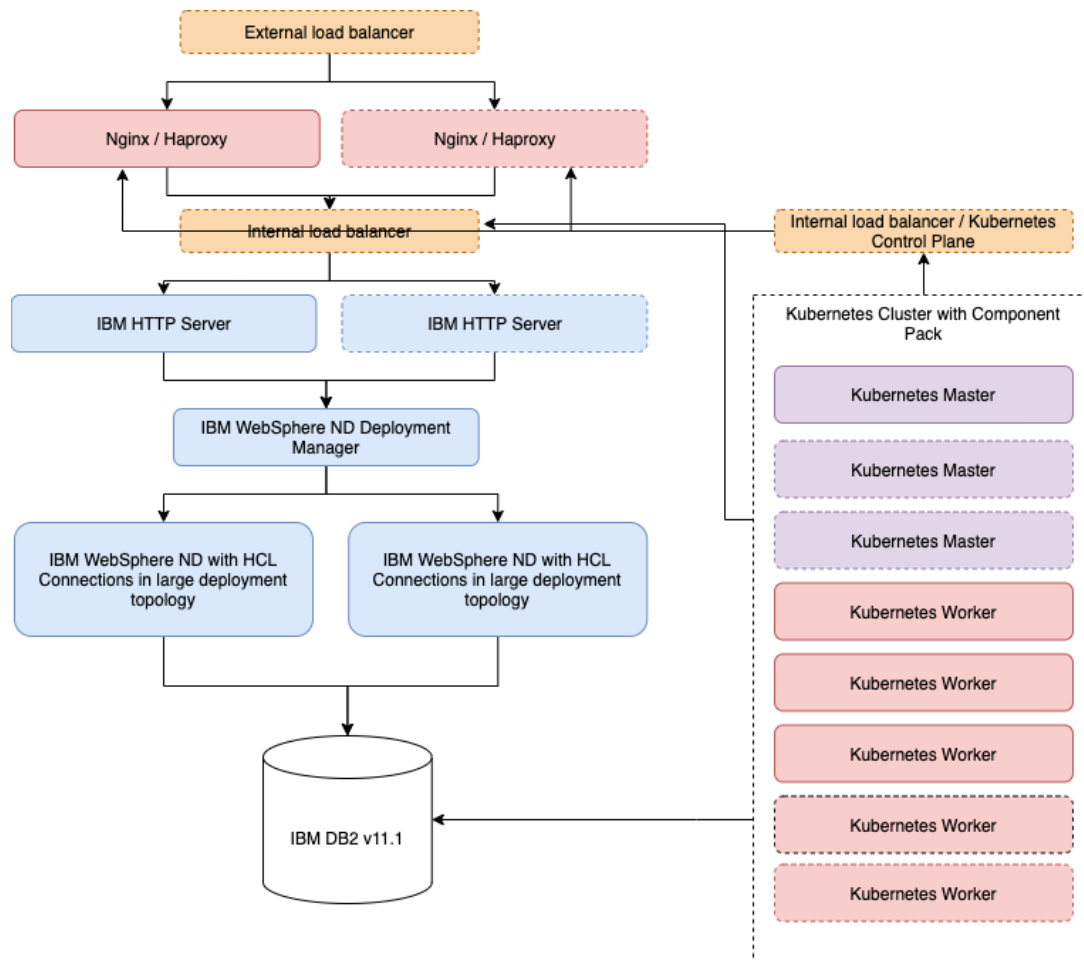 External load balancer
Nginx / Haproxy
Nginx / Haproxy
Internal load balancer
Internal load balancer / Kubernetes
Control Plane
IBM HTTP Server
IBM HTTP Server
Kubernetes Cluster with Component
Pack
Kubernetes Master
IBM WebSphere ND Deployment
Manager
Kubernetes Master
Kubernetes Master
IBM WebSphere ND with HCL
Connections in large deployment
topology
IBM WebSphere ND with HCL
Connections in large deployment
topology
Kubernetes Worker
Kubernetes Worker
Kubernetes Worker
Kubernetes Worker
Kubernetes Worker
IBM DB2 v11.1